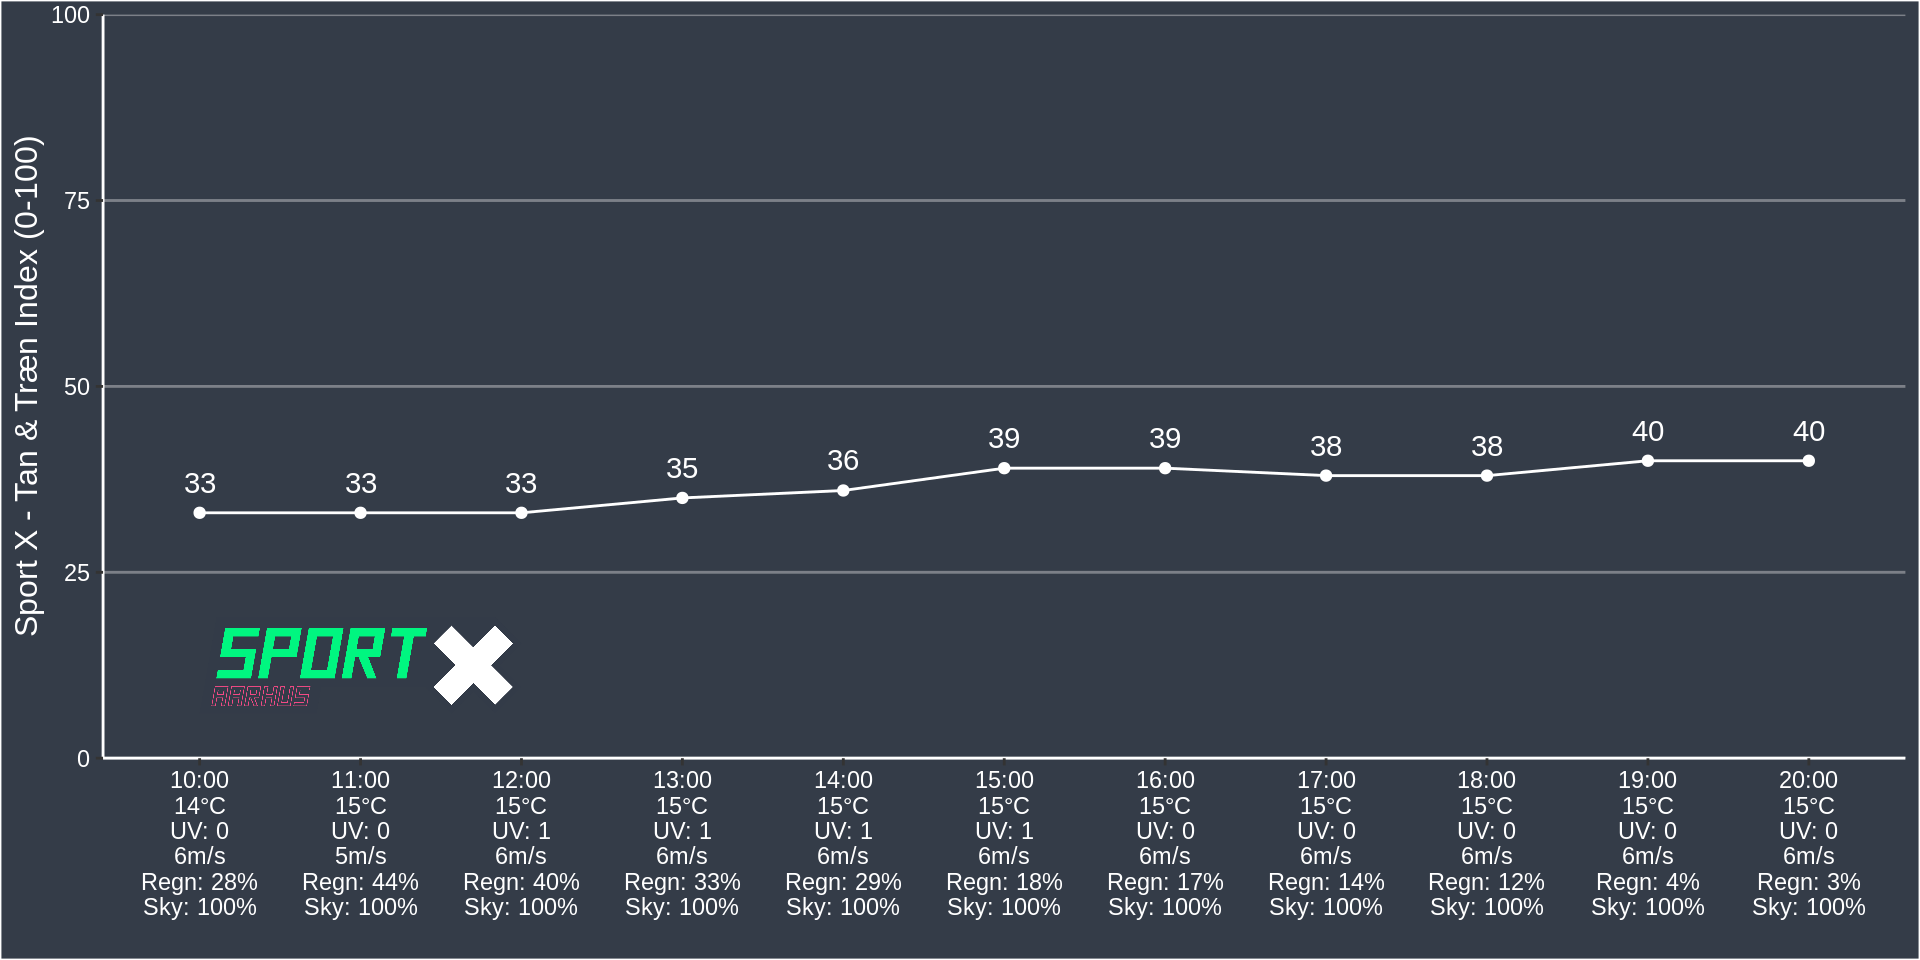 Sport X - Tan & Træn Index (0-100)
100
75
50
25
0
33 33 33 35 36 39 39 38 38 40 40
SPORT X
AARHUS
10:00 11:00 12:00 13:00 14:00 15:00 16:00 17:00 18:00 19:00 20:00
14°C 15°C 15°C 15°C 15°C 15°C 15°C 15°C 15°C 15°C 15°C
UV: 0 UV: 0 UV: 1 UV: 1 UV: 1 UV: 1 UV: 0 UV: 0 UV: 0 UV: 0 UV: 0
6m/s 5m/s 6m/s 6m/s 6m/s 6m/s 6m/s 6m/s 6m/s 6m/s 6m/s
Regn: 28% Regn: 44% Regn: 40% Regn: 33% Regn: 29% Regn: 18% Regn: 17% Regn: 14% Regn: 12% Regn: 4% Regn: 3%
Sky: 100% Sky: 100% Sky: 100% Sky: 100% Sky: 100% Sky: 100% Sky: 100% Sky: 100% Sky: 100% Sky: 100% Sky: 100%